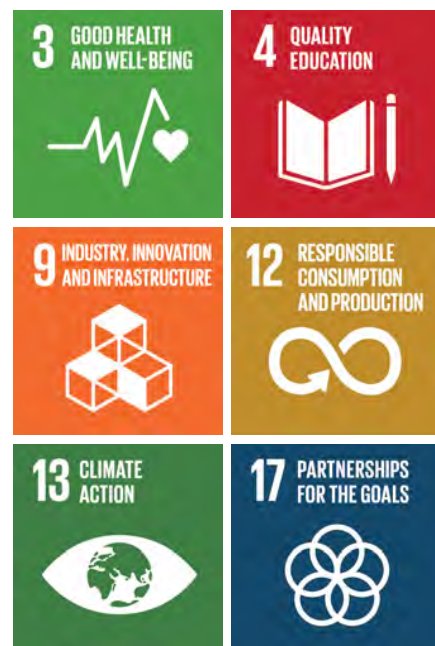 3 GOOD HEALTH
AND WELL-BEING
4 QUALITY
EDUCATION
9 INDUSTRY, INNOVATION
AND INFRASTRUCTURE
12 RESPONSIBLE
CONSUMPTION
AND PRODUCTION
13 CLIMATE
ACTION
17 PARTNERSHIPS
FOR THE GOALS